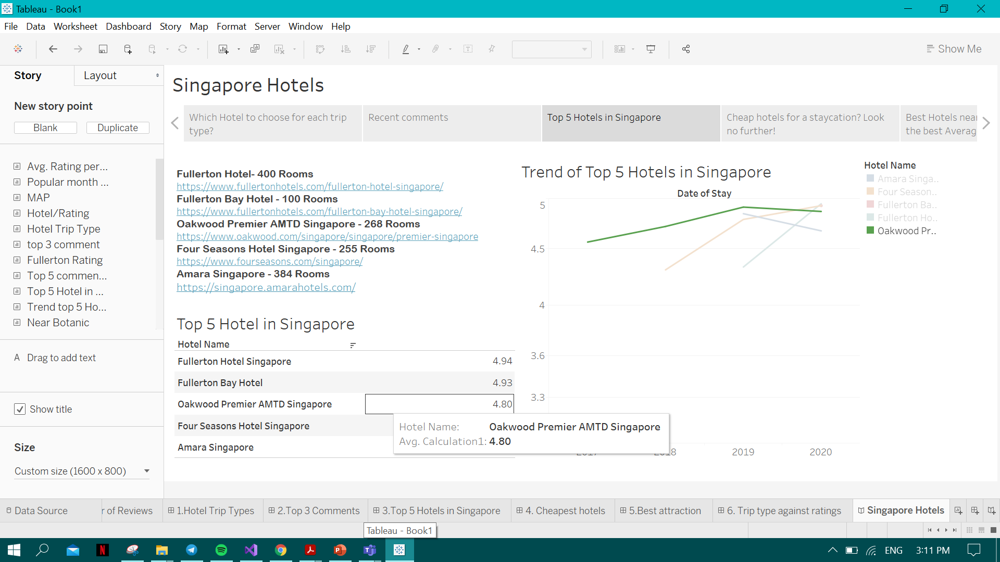 Tableau - Book1
File Data Worksheet Dashboard Story Map Format Server Window Help
Show Me
Story Layout
New story point
Blank Duplicate
Avg. Rating per...
Popular month ...
MAP
Hotel/Rating
Hotel Trip Type
top 3 comment
Fullerton Rating
Top 5 commen...
Top 5 Hotel in ...
Trend top 5 Ho...
Near Botanic
A Drag to add text
Show title
Size
Custom size (1600 x 800)
Singapore Hotels
Which Hotel to choose for each trip
type?
Recent comments
Top 5 Hotels in Singapore
Cheap hotels for a staycation? Look
no further!
Best Hotels near
the best Averag
Fullerton Hotel- 400 Rooms
https://www.fullertonhotels.com/fullerton-hotel-singapore/
Fullerton Bay Hotel - 100 Rooms
https://www.fullertonhotels.com/fullerton-bay-hotel-singapore/
Oakwood Premier AMTD Singapore - 268 Rooms
https://www.oakwood.com/singapore/singapore/premier-singapore
Four Seasons Hotel Singapore - 255 Rooms
https://www.fourseasons.com/singapore/
Amara Singapore - 384 Rooms
https://singapore.amarahotels.com/
Top 5 Hotel in Singapore
Hotel Name
Fullerton Hotel Singapore 4.94
Fullerton Bay Hotel 4.93
Oakwood Premier AMTD Singapore 4.80
Four Seasons Hotel Singapore
Amara Singapore
Hotel Name: Oakwood Premier AMTD Singapore
Avg. Calculation1: 4.80
Trend of Top 5 Hotels in Singapore
Date of Stay
5
4.5
4
3.6
3.3
2017 2018 2019 2020
Hotel Name
Amara Singa..
Four Season..
Fullerton Ba..
Fullerton Ho..
Oakwood Pr..
Data Source r of Reviews 1.Hotel Trip Types 2.Top 3 Comments 3.Top 5 Hotels in Singapore 4. Cheapest hotels 5.Best attraction 6. Trip type against ratings Singapore Hotels
Tableau - Book1
ENG 3:11 PM